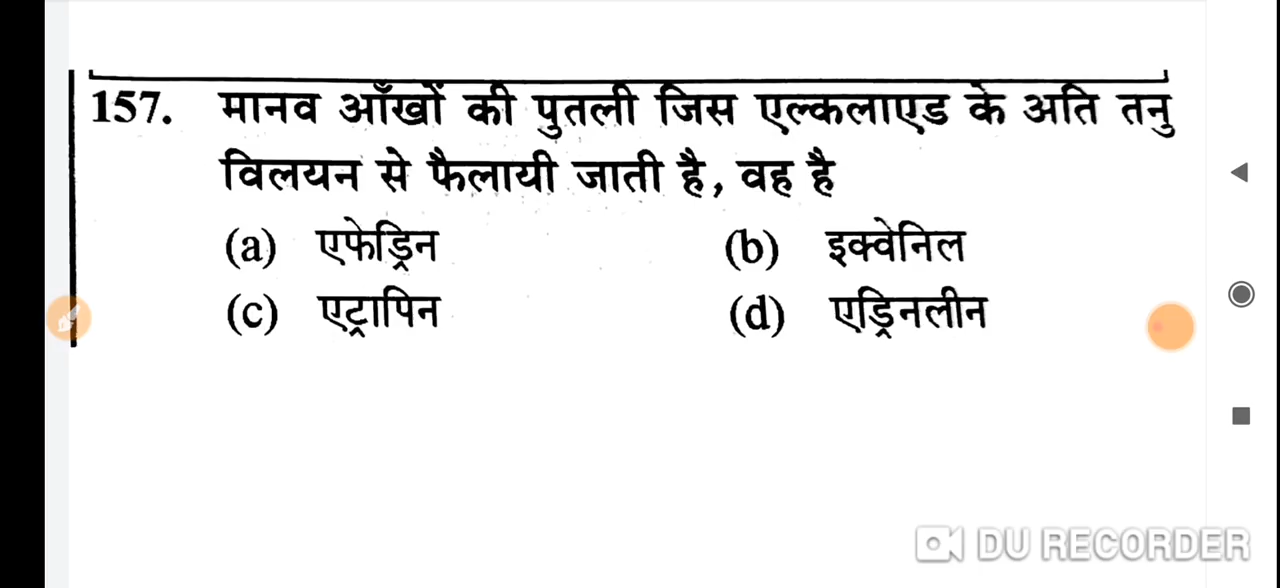 157. मानव आँखों की पुतली जिस एल्कलाएड के अति तनु
विलयन से फैलायी जाती है, वह है
(a) एफेड्रिन (b) इक्वेनिल
(c) एट्रापिन (d) एड्रिनलीन
DU RECORDER